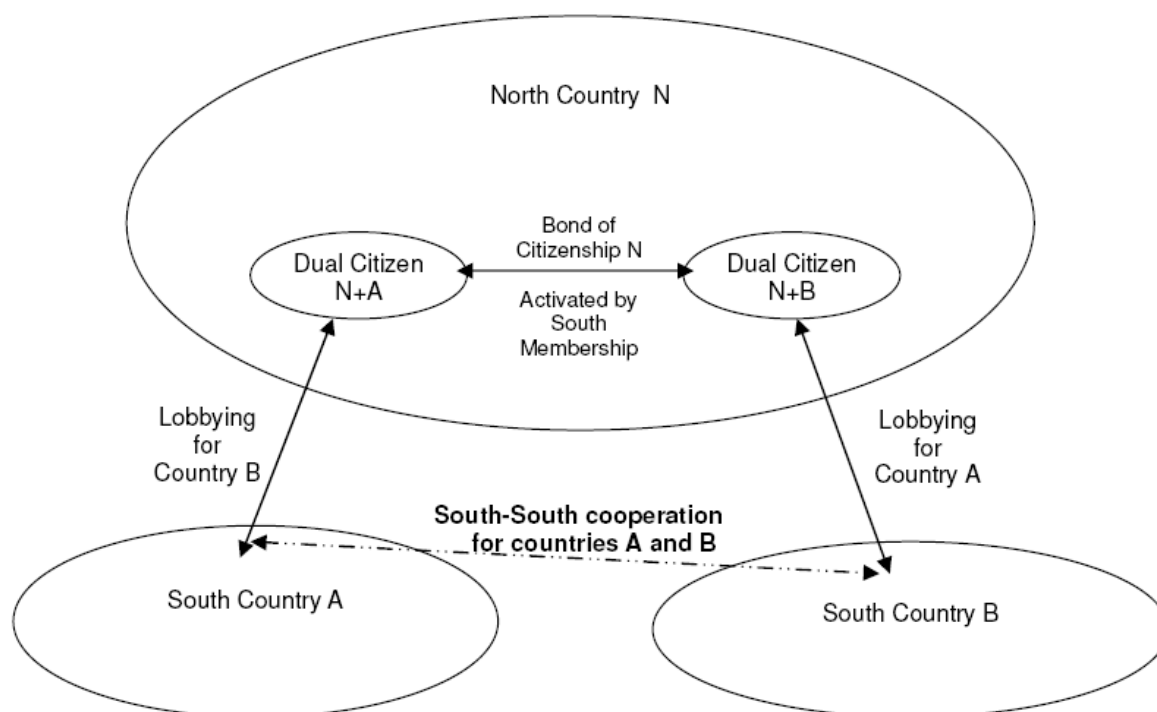 North Country N
Bond of
Citizenship N
Dual Citizen
N+A
Dual Citizen
N+B
Activated by
South
Membership
Lobbying
for
Country B
Lobbying
for
Country A
South-South cooperation
for countries A and B
South Country A
South Country B